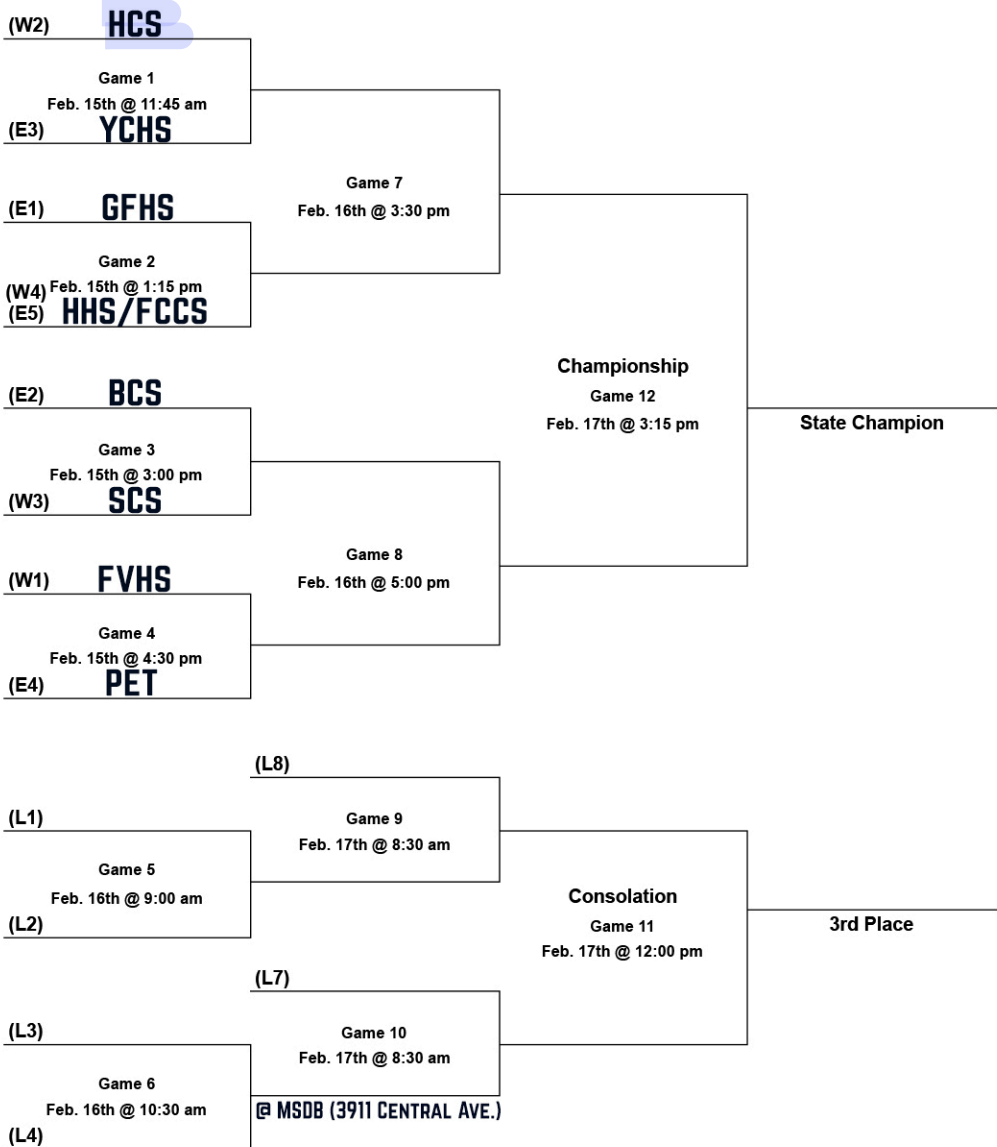 (W2) HCS
Game 1
Feb. 15th @ 11:45 am
(E3) YCHS
(E1) GFHS
Game 2
Feb. 15th @ 1:15 pm
(W4)
(E5) HHS/FCCS
(E2) BCS
Game 3
Feb. 15th @ 3:00 pm
(W3) SCS
(W1) FVHS
Game 4
Feb. 15th @ 4:30 pm
(E4) PET
Game 7
Feb. 16th @ 3:30 pm
Game 8
Feb. 16th @ 5:00 pm
Championship
Game 12
Feb. 17th @ 3:15 pm
State Champion
(L1)
Game 5
Feb. 16th @ 9:00 am
(L2)
(L3)
Game 6
Feb. 16th @ 10:30 am
(L4)
(L8)
Game 9
Feb. 17th @ 8:30 am
(L7)
Game 10
Feb. 17th @ 8:30 am
@ MSDB (3911 CENTRAL AVE.)
Consolation
Game 11
Feb. 17th @ 12:00 pm
3rd Place